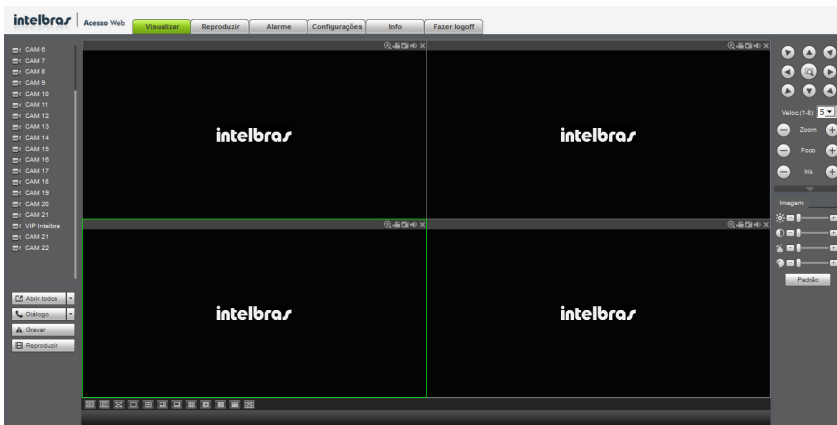 intelbras Acesso Web Visualizar Reproduzir Alarme Configurações Info Fazer logoff
CAM 6
CAM 7
CAM 8
CAM 9
CAM 10
CAM 11
CAM 12
CAM 13
CAM 14
CAM 15
CAM 16
CAM 17
CAM 18
CAM 19
CAM 20
CAM 21
VIP Intelbra
CAM 21
CAM 22
Abrir todos
Diálogo
Gravar
Reproduzir
intelbras
intelbras
intelbras
intelbras
Veloc.(1-8): 5
Zoom
Foco
Iris
Imagem
Padrão